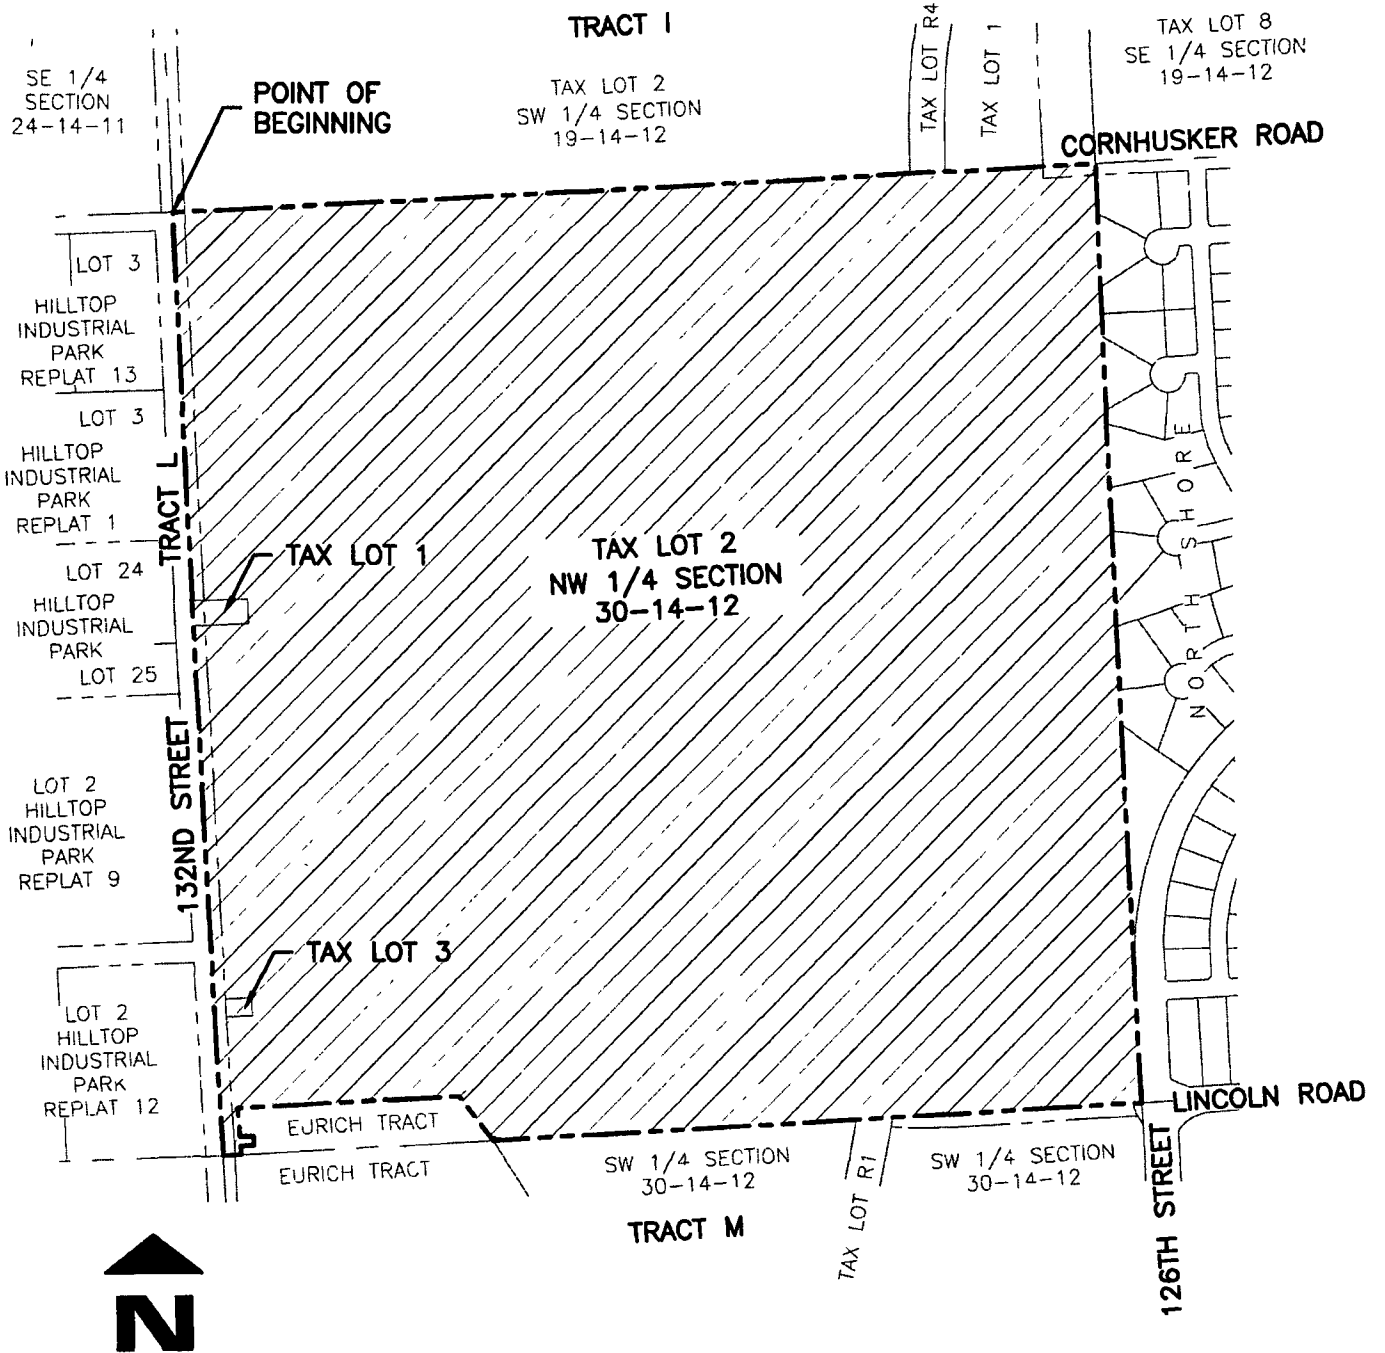 TRACT I
SE 1/4
SECTION
24-14-11
POINT OF
BEGINNING
TAX LOT 2
SW 1/4 SECTION
19-14-12
TAX LOT R4
TAX LOT 1
TAX LOT 8
SE 1/4 SECTION
19-14-12
CORNHUSKER ROAD
LOT 3
HILLTOP
INDUSTRIAL
PARK
REPLAT 13
LOT 3
HILLTOP
INDUSTRIAL
PARK
REPLAT 1
TRACT L
LOT 24
HILLTOP
INDUSTRIAL
PARK
LOT 25
TAX LOT 1
TAX LOT 2
NW 1/4 SECTION
30-14-12
NORTH SHORE
132ND STREET
LOT 2
HILLTOP
INDUSTRIAL
PARK
REPLAT 9
TAX LOT 3
LOT 2
HILLTOP
INDUSTRIAL
PARK
REPLAT 12
EURICH TRACT
EURICH TRACT
SW 1/4 SECTION
30-14-12
TAX LOT R1
SW 1/4 SECTION
30-14-12
LINCOLN ROAD
126TH STREET
TRACT M
N